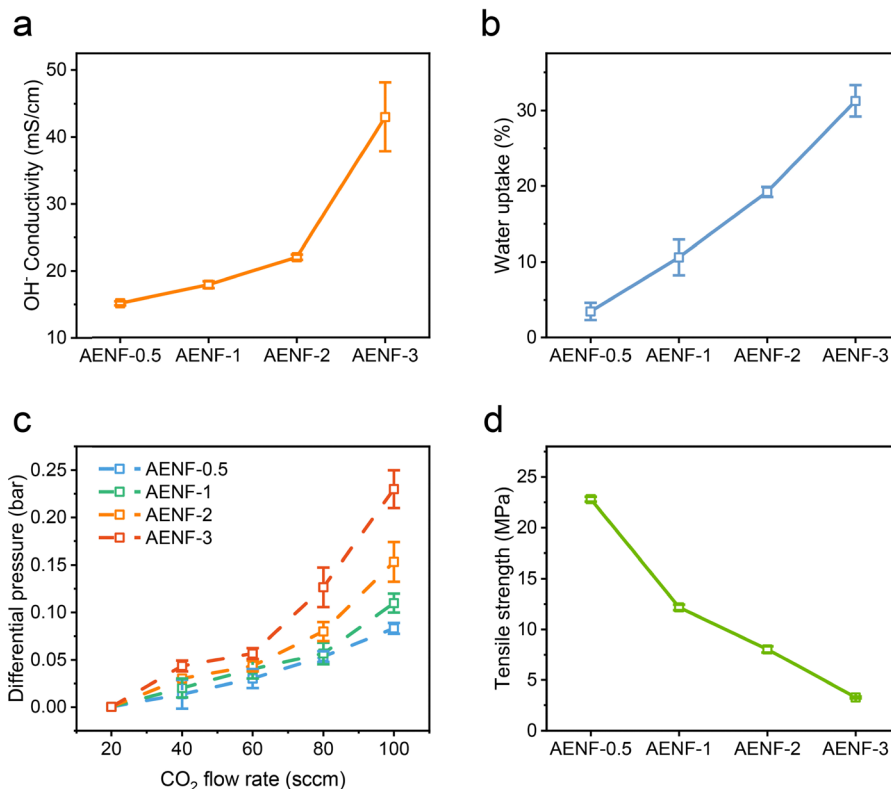 a
50
40
30
20
10
OH⁻ Conductivity (mS/cm)
AENF-0.5 AENF-1 AENF-2 AENF-3
b
30
20
10
0
Water uptake (%)
AENF-0.5 AENF-1 AENF-2 AENF-3
c
0.25
0.20
0.15
0.10
0.05
0.00
Differential pressure (bar)
AENF-0.5
AENF-1
AENF-2
AENF-3
20 40 60 80 100
CO₂ flow rate (sccm)
d
25
20
15
10
5
0
Tensile strength (MPa)
AENF-0.5 AENF-1 AENF-2 AENF-3